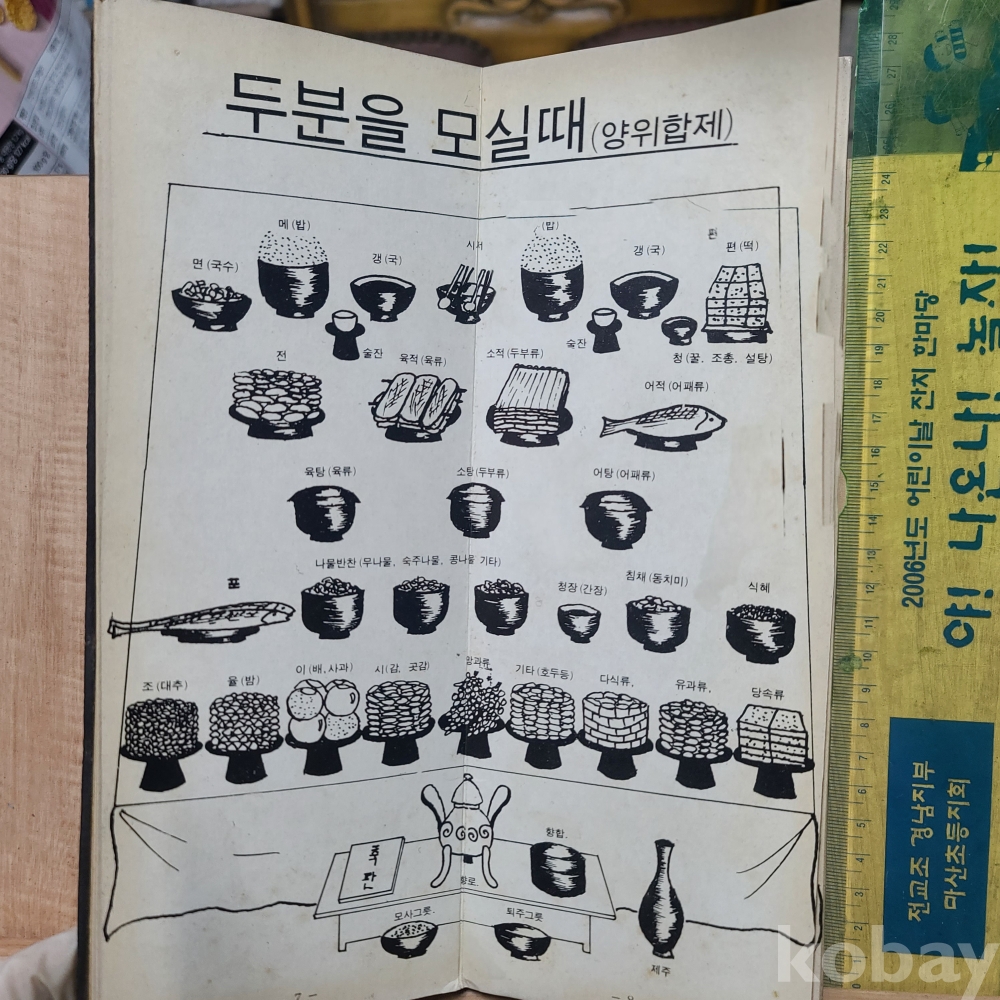 두분을 모실때(양위합제)
메(밥)
(밥)
면(국수)
갱(국)
시저
갱(국)
편
편(떡)
술잔
술잔
청(꿀, 조총, 설탕)
전
육적(육류)
소적(두부류)
어적(어패류)
육탕(육류)
소탕(두부류)
어탕(어패류)
나물반찬(무나물, 숙주나물, 콩나물 기타)
포
청장(간장)
침채(동치미)
식혜
조(대추)
율(밤)
이(배,사과)
시(감, 곶감)
기타(호두등)
다식류,
유과류,
당속류
향합.
향로.
모사그릇.
퇴주그릇
제주
7-
2006년도 어린이날 잔치 한마당
야! 나오나! 놀자!
전교조 경남지부
마산초등지회
kobay